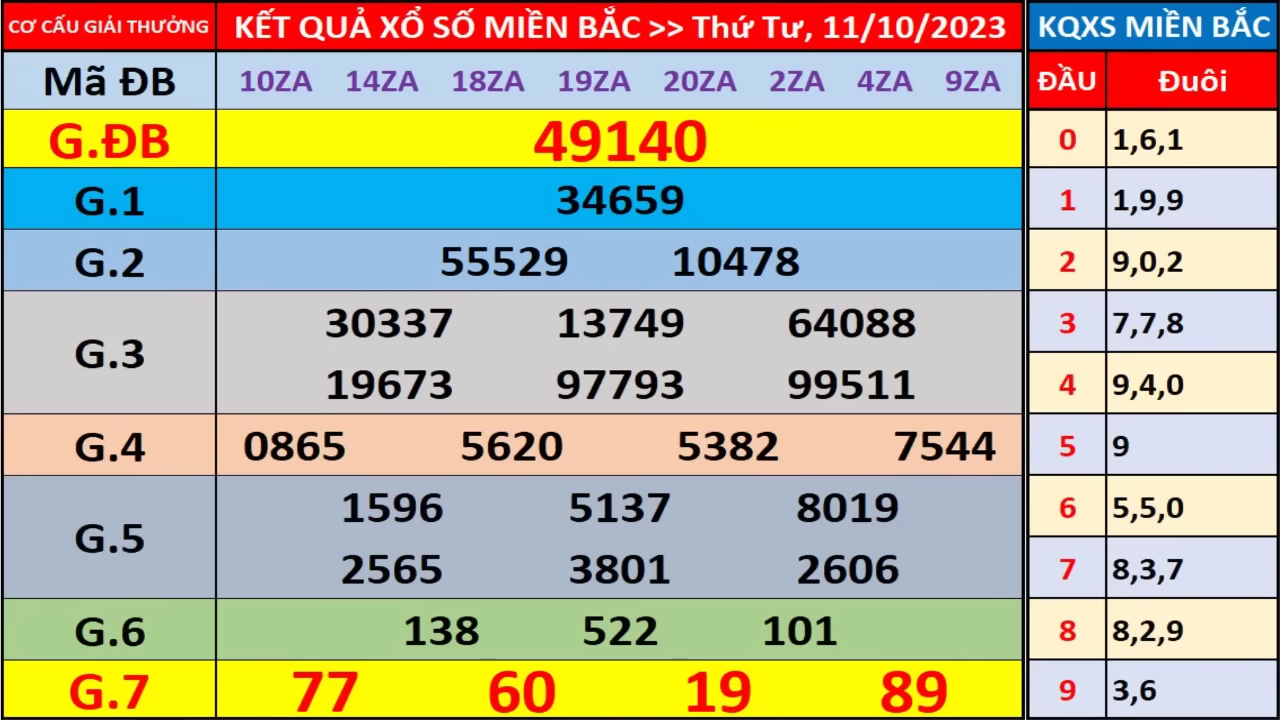 CƠ CẤU GIẢI THƯỞNG KẾT QUẢ XỔ SỐ MIỀN BẮC >> Thứ Tư, 11/10/2023 KQXS MIỀN BẮC
Mã ĐB 10ZA 14ZA 18ZA 19ZA 20ZA 2ZA 4ZA 9ZA ĐẦU Đuôi
G.ĐB 49140 0 1,6,1
G.1 34659 1 1,9,9
G.2 55529 10478 2 9,0,2
G.3 30337 13749 64088 3 7,7,8
19673 97793 99511 4 9,4,0
G.4 0865 5620 5382 7544 5 9
G.5 1596 5137 8019 6 5,5,0
2565 3801 2606 7 8,3,7
G.6 138 522 101 8 8,2,9
G.7 77 60 19 89 9 3,6